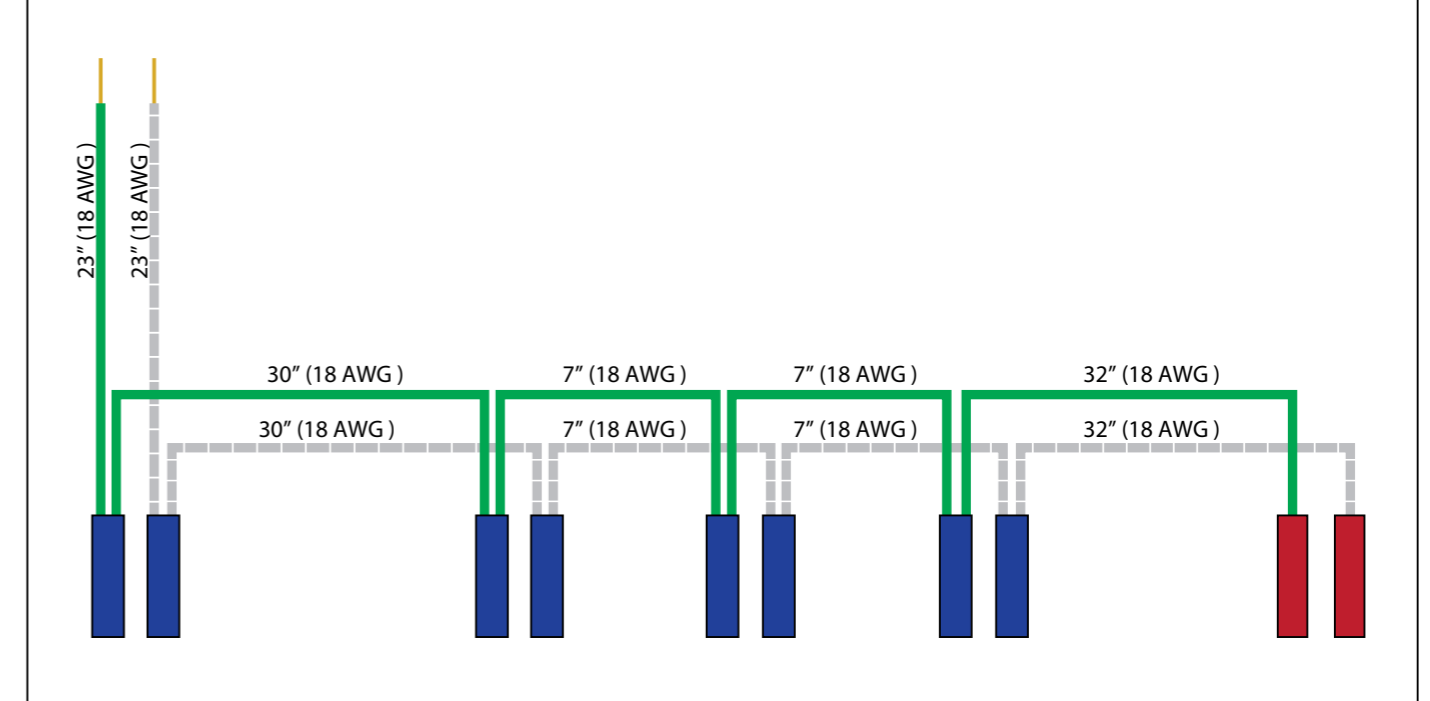 23” (18 AWG )
23” (18 AWG )
30” (18 AWG )
7” (18 AWG )
7” (18 AWG )
32” (18 AWG )
30” (18 AWG )
7” (18 AWG )
7” (18 AWG )
32” (18 AWG )